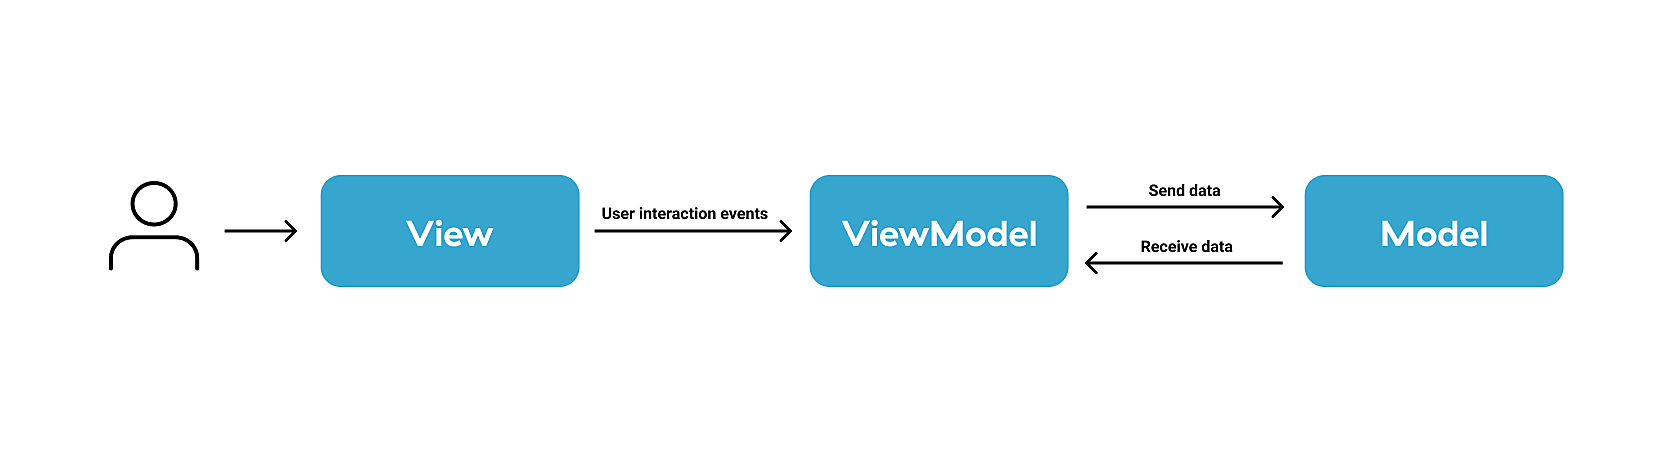 View
User interaction events
ViewModel
Send data
Receive data
Model